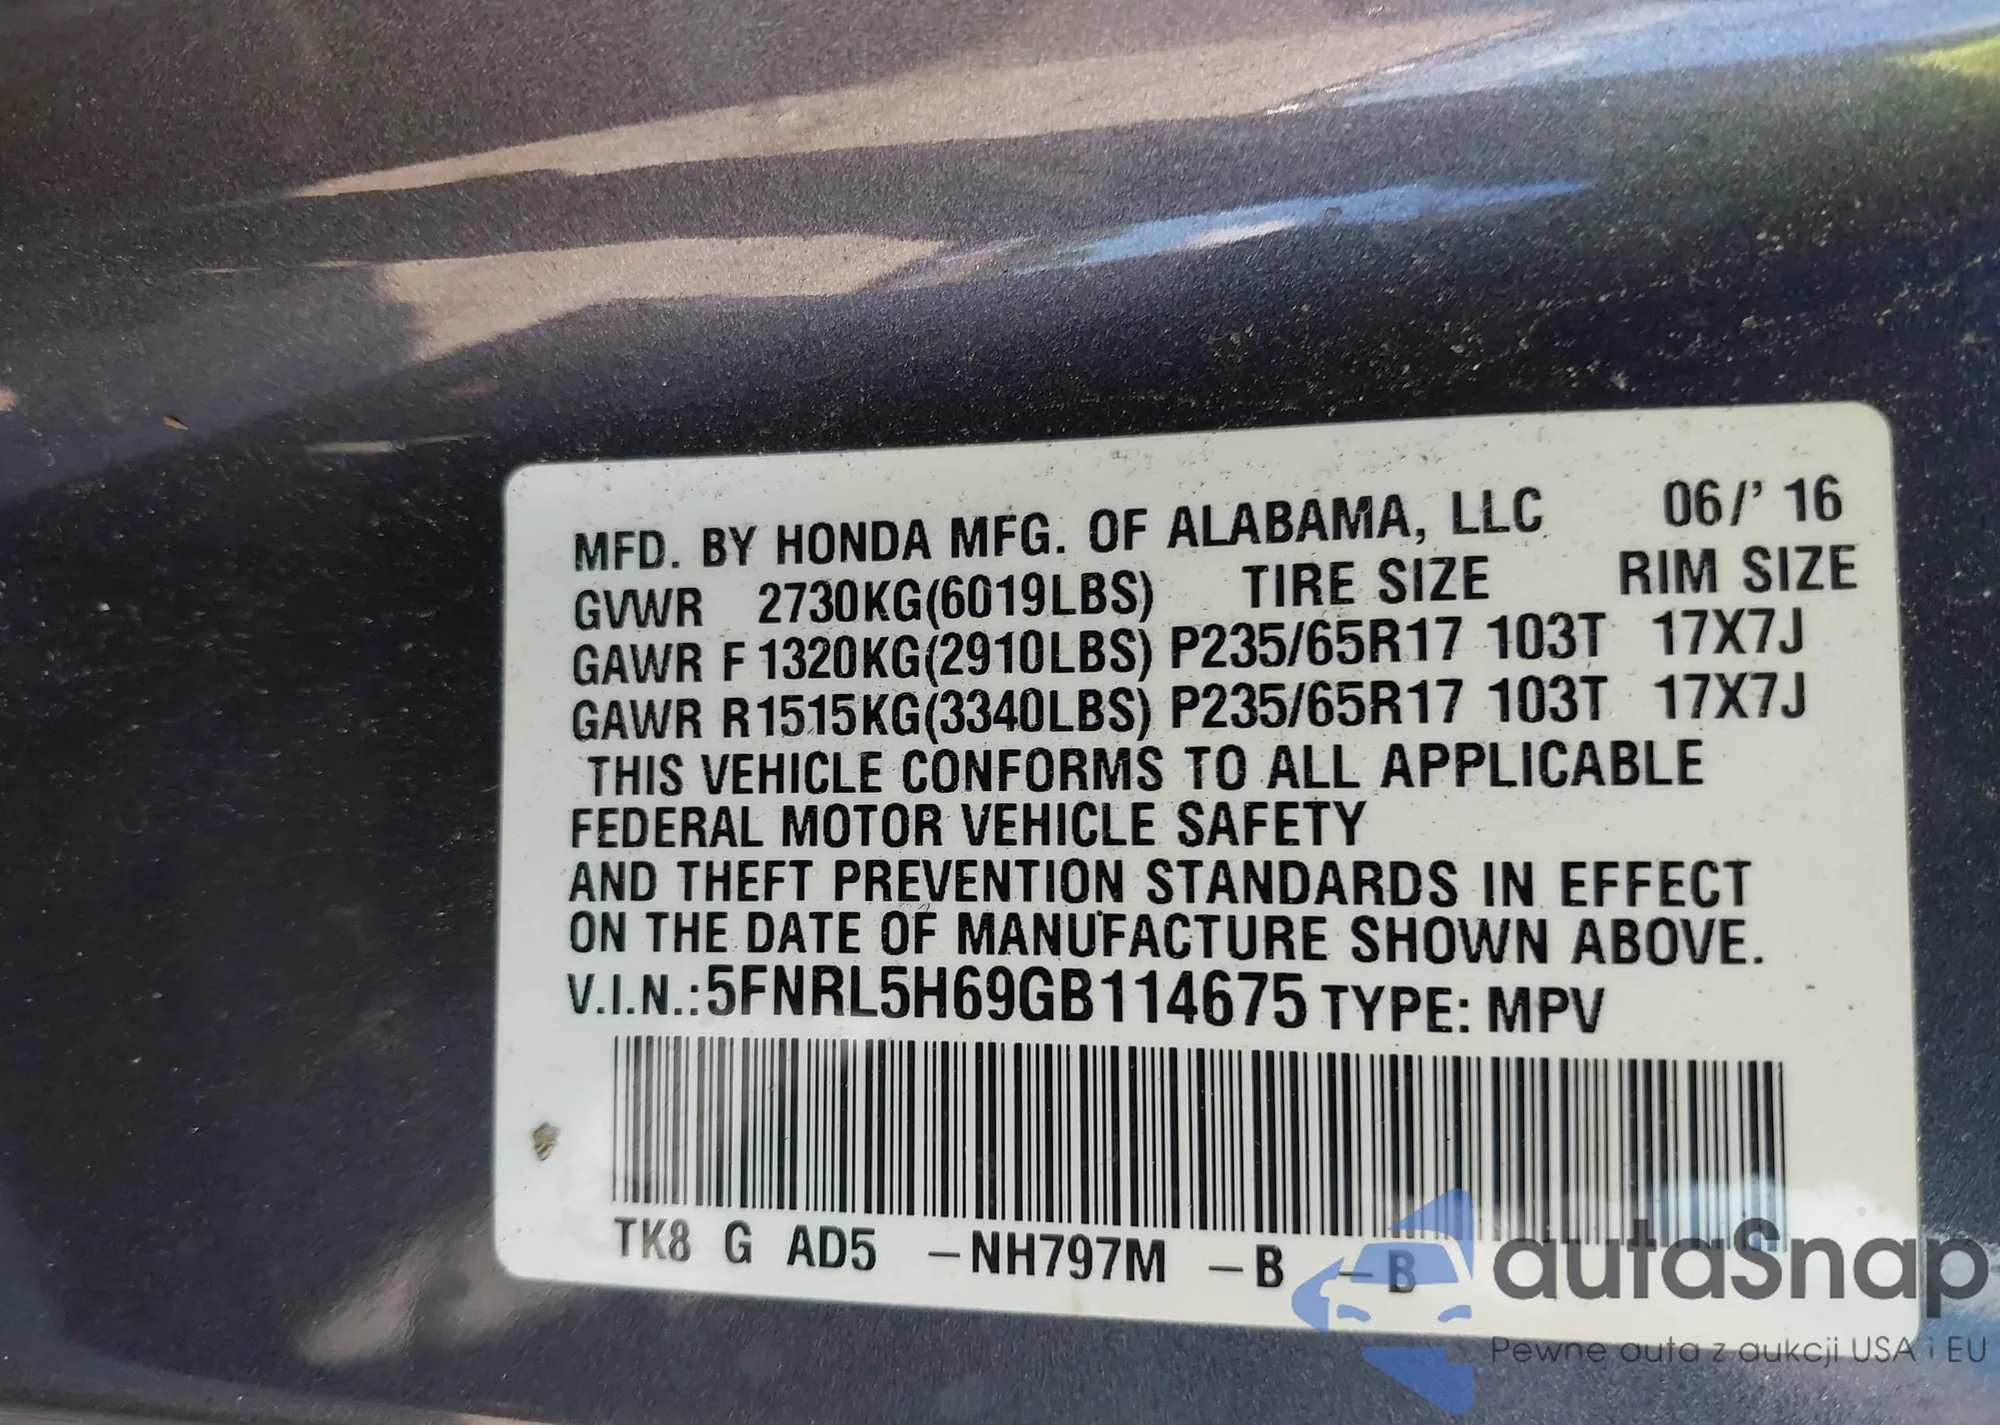 MFD. BY HONDA MFG. OF ALABAMA, LLC 06/' 16
GVWR 2730KG(6019LBS) TIRE SIZE RIM SIZE
GAWR F 1320KG(2910LBS) P235/65R17 103T 17X7J
GAWR R 1515KG(3340LBS) P235/65R17 103T 17X7J
THIS VEHICLE CONFORMS TO ALL APPLICABLE
FEDERAL MOTOR VEHICLE SAFETY
AND THEFT PREVENTION STANDARDS IN EFFECT
ON THE DATE OF MANUFACTURE SHOWN ABOVE.
V.I.N.:5FNRL5H69GB114675 TYPE: MPV
TK8 G AD5 -NH797M -B -B
autaSnap
Pewne auta z aukcji USA i EU